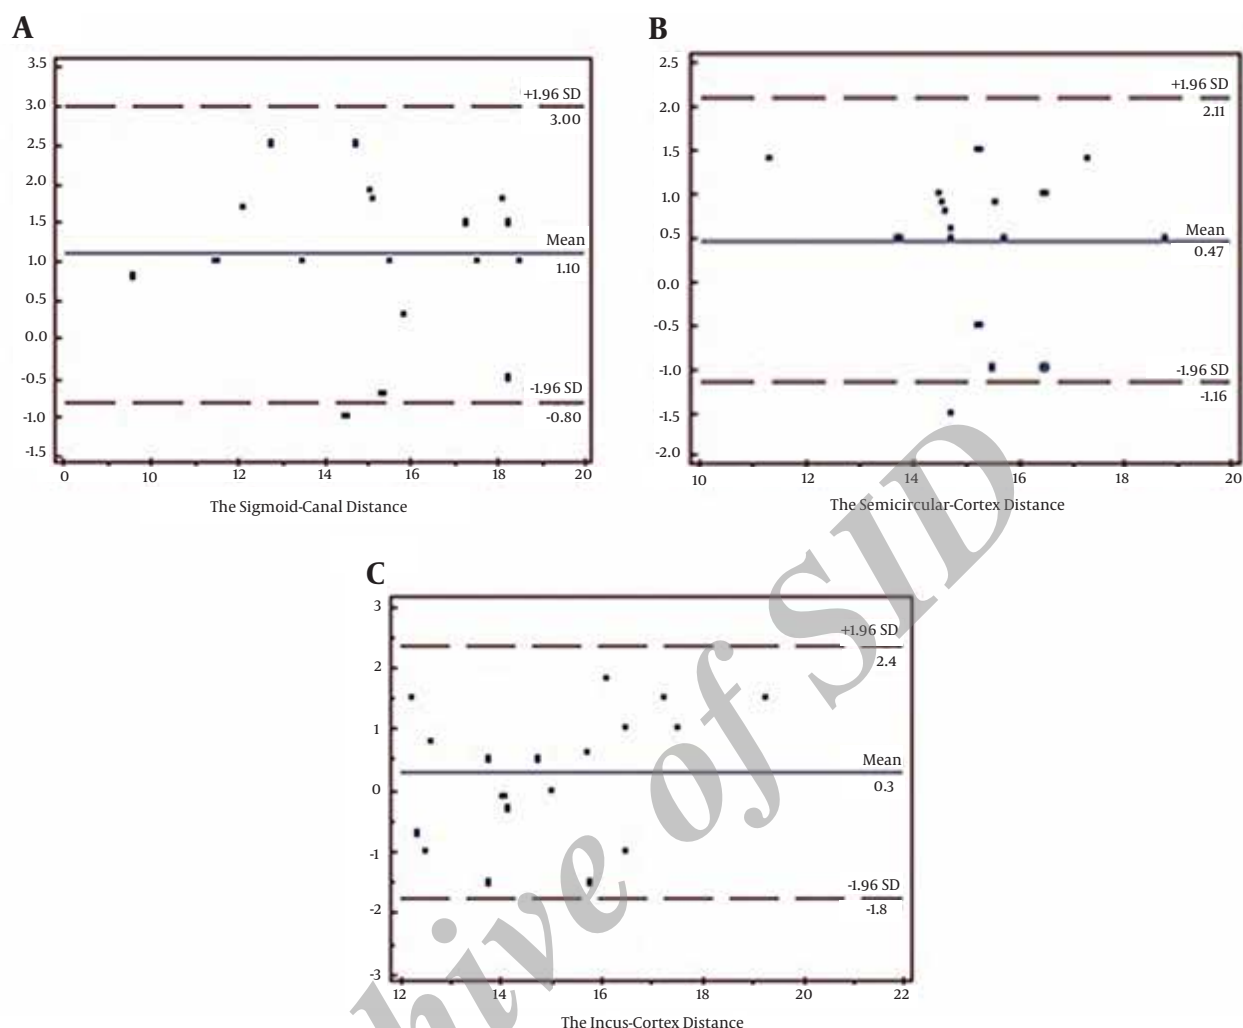 A
3.5
3.0
2.5
2.0
1.5
1.0
0.5
0.0
-0.5
-1.0
-1.5
+1.96 SD
3.00
Mean
1.10
-1.96 SD
-0.80
0 10 12 14 16 18 20
The Sigmoid-Canal Distance
B
2.5
2.0
1.5
1.0
0.5
0.0
-0.5
-1.0
-1.5
-2.0
+1.96 SD
2.11
Mean
0.47
-1.96 SD
-1.16
10 12 14 16 18 20
The Semicircular-Cortex Distance
C
3
2
1
0
-1
-2
-3
+1.96 SD
2.4
Mean
0.3
-1.96 SD
-1.8
12 14 16 18 20 22
The Incus-Cortex Distance
hive of SID